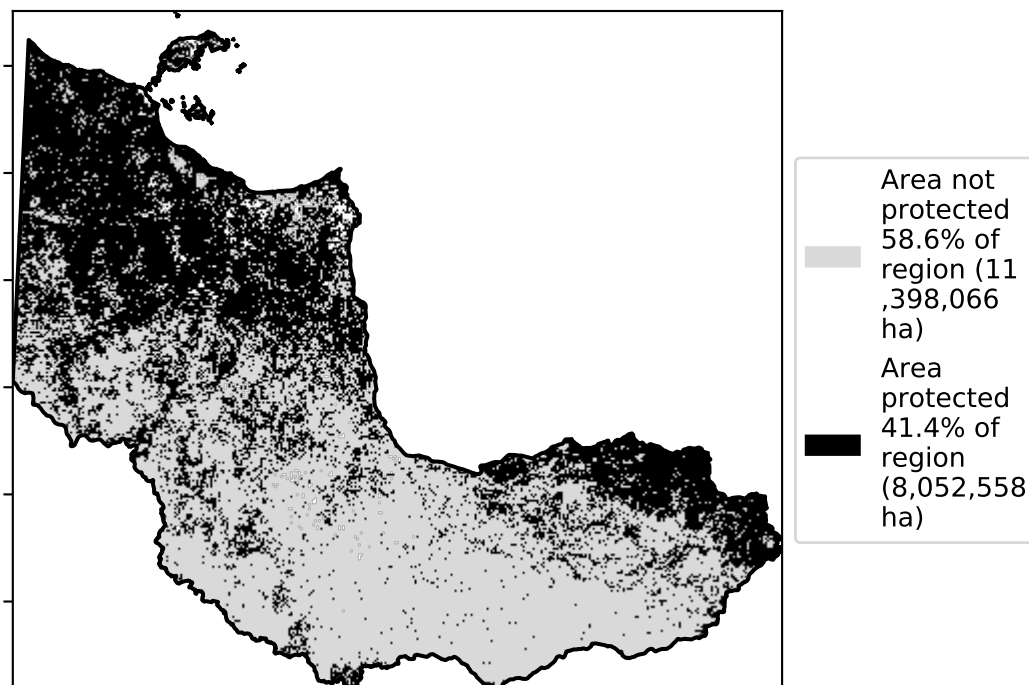 Area not
protected
58.6% of
region (11
,398,066
ha)
Area
protected
41.4% of
region
(8,052,558
ha)